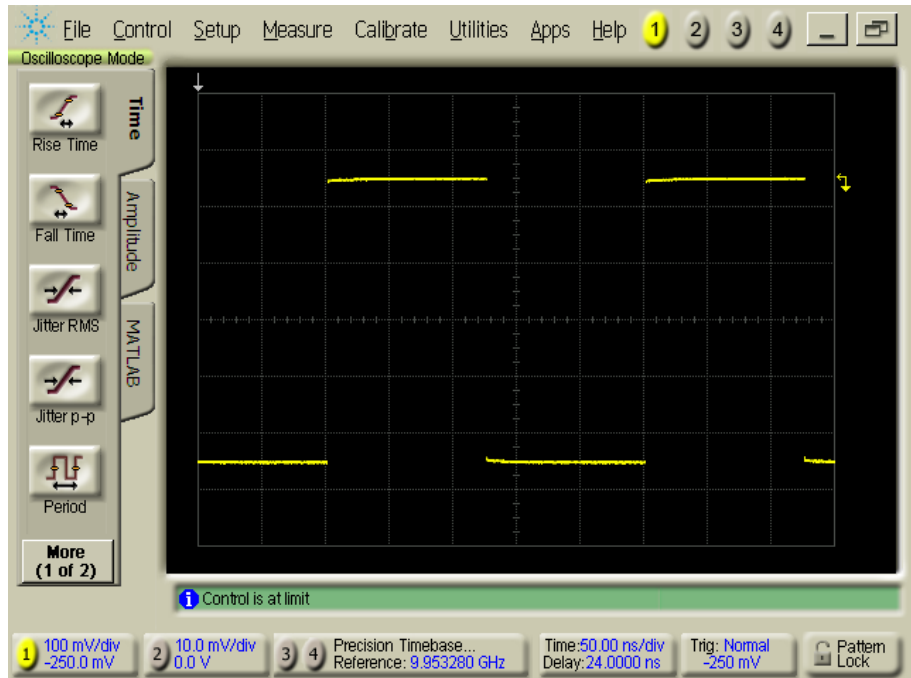 File Control Setup Measure Calibrate Utilities Apps Help 1 2 3 4
Oscilloscope Mode
Time
Rise Time
Amplitude
Fall Time
Jitter RMS
MATLAB
Jitter p-p
Period
More
(1 of 2)
Control is at limit
1 100 mV/div
-250.0 mV
2 10.0 mV/div
0.0 V
3 4 Precision Timebase...
Reference: 9.953280 GHz
Time:50.00 ns/div
Delay:24.0000 ns
Trig: Normal
-250 mV
Pattern
Lock